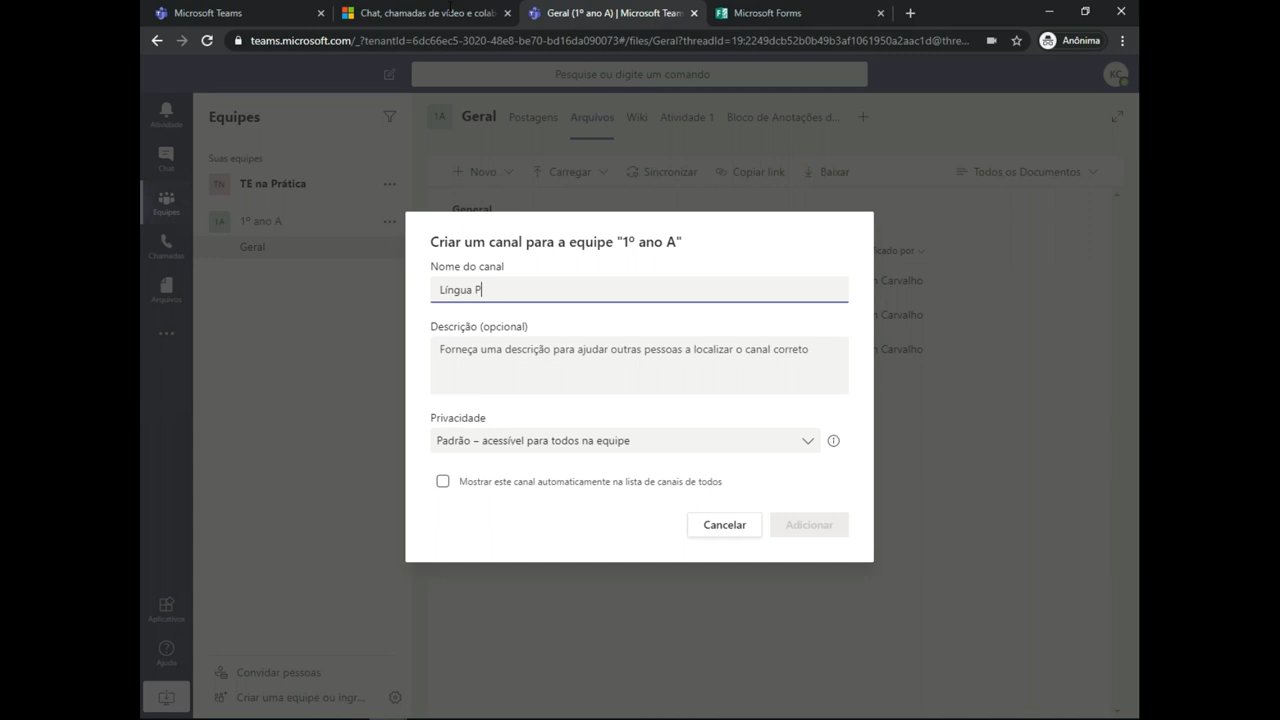 Microsoft Teams
Chat, chamadas de vídeo e colab
Geral (1º ano A) | Microsoft Teams
Microsoft Forms
teams.microsoft.com/_?tenantId=6dc66ec5-3020-48e8-be70-bd16da090073#/files/Geral?threadId=19:2249dcb52b0b49b3af1061950a2aac1d@thre...
Anônima
Pesquise ou digite um comando
KC
Atividade
Chat
Equipes
Chamadas
Arquivos
Aplicativos
Ajuda
Equipes
Suas equipes
TN
TE na Prática
1A
1º ano A
Geral
Convidar pessoas
Criar uma equipe ou ingr...
1A
Geral
Postagens
Arquivos
Wiki
Atividade 1
Bloco de Anotações d...
Novo
Carregar
Sincronizar
Copiar link
Baixar
Todos os Documentos
General
icado por
Carvalho
Carvalho
Carvalho
Criar um canal para a equipe "1º ano A"
Nome do canal
Língua P
Descrição (opcional)
Forneça uma descrição para ajudar outras pessoas a localizar o canal correto
Privacidade
Padrão – acessível para todos na equipe
Mostrar este canal automaticamente na lista de canais de todos
Cancelar
Adicionar